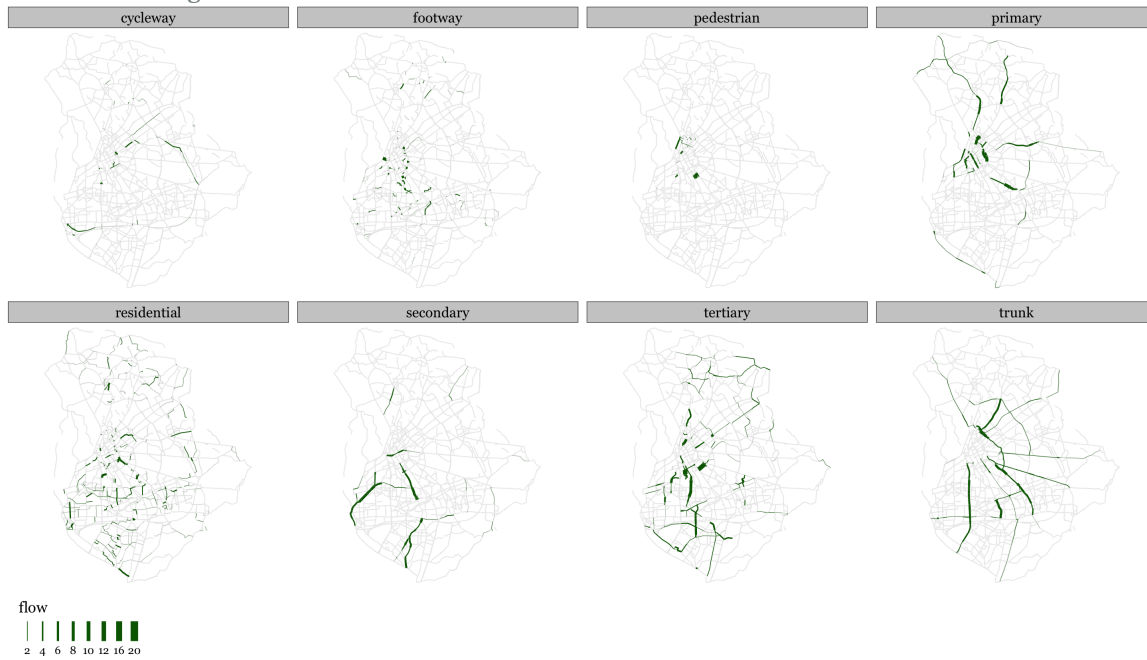 cycleway
footway
pedestrian
primary
residential
secondary
tertiary
trunk
flow
2 4 6 8 10 12 16 20